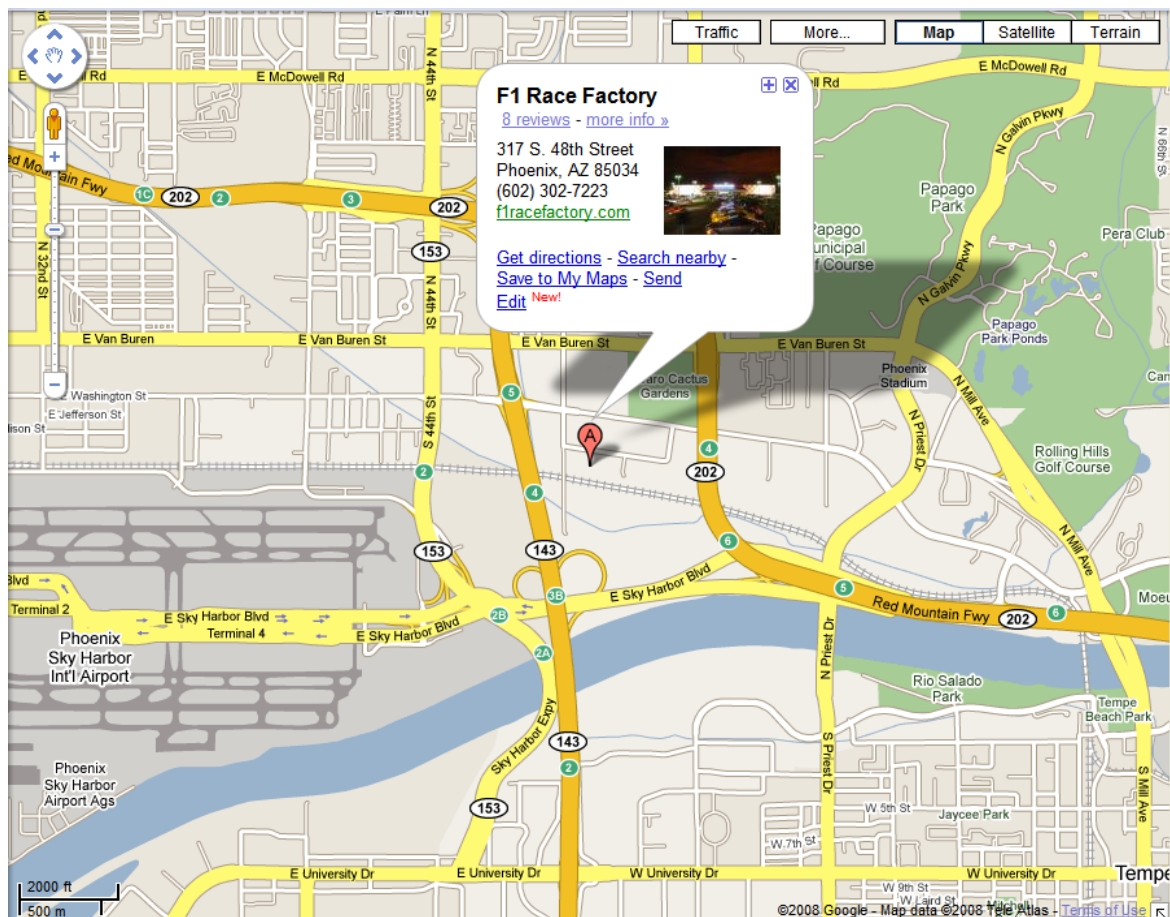 Traffic
More...
Map
Satellite
Terrain
E McDowell Rd
E McDowell Rd
N 44th St
N Galvin Pkwy
N 66th St
F1 Race Factory
8 reviews - more info »
317 S. 48th Street
Phoenix, AZ 85034
(602) 302-7223
f1racefactory.com
Get directions - Search nearby -
Save to My Maps - Send
Edit New!
Mountain Fwy
1C
202
2
3
202
153
N 32nd St
N 44th St
Papago
Park
Pera Club
N Galvin Pkwy
Papago
Park Ponds
E Van Buren
E Van Buren St
E Van Buren St
E Van Buren St
Phoenix
Stadium
Cactus
Gardens
E Washington St
E Jefferson St
5
S 44th St
N Mill Ave
N Priest Dr
A
4
202
2
4
Rolling Hills
Golf Course
N Mill Ave
153
143
6
3B
5
E Sky Harbor Blvd
Blvd
Terminal 2
E Sky Harbor Blvd
Terminal 4
E Sky Harbor Blvd
2B
2A
Red Mountain Fwy
202
6
Phoenix
Sky Harbor
Int'l Airport
N Priest Dr
Rio Salado
Park
Tempe
Beach Park
Sky Harbor Expy
143
2
153
S Priest Dr
S Mill Ave
Phoenix
Sky Harbor
Airport Ags
W 5th St
Jaycee Park
W 7th St
E University Dr
E University Dr
W University Dr
W University Dr
Tempe
W 9th St
W Laird St
Mitchell
2000 ft
500 m
©2008 Google - Map data ©2008 Tele Atlas - Terms of Use